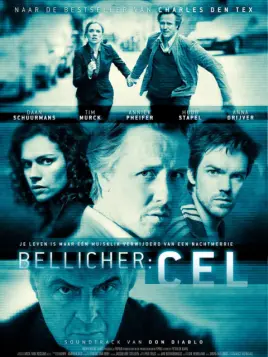 NAAR DE BESTSELLER VAN CHARLES DEN TEX
DAAN SCHUURMANS
TIM MURCK
ANNIEK PHEIFER
HUUB STAPEL
ANNA DRIJVER
JE LEVEN IS MAAR ÉÉN MUISKLIK VERWIJDERD VAN EEN NACHTMERRIE
BELLICHER: CEL
SOUNDTRACK VAN DON DIABLO